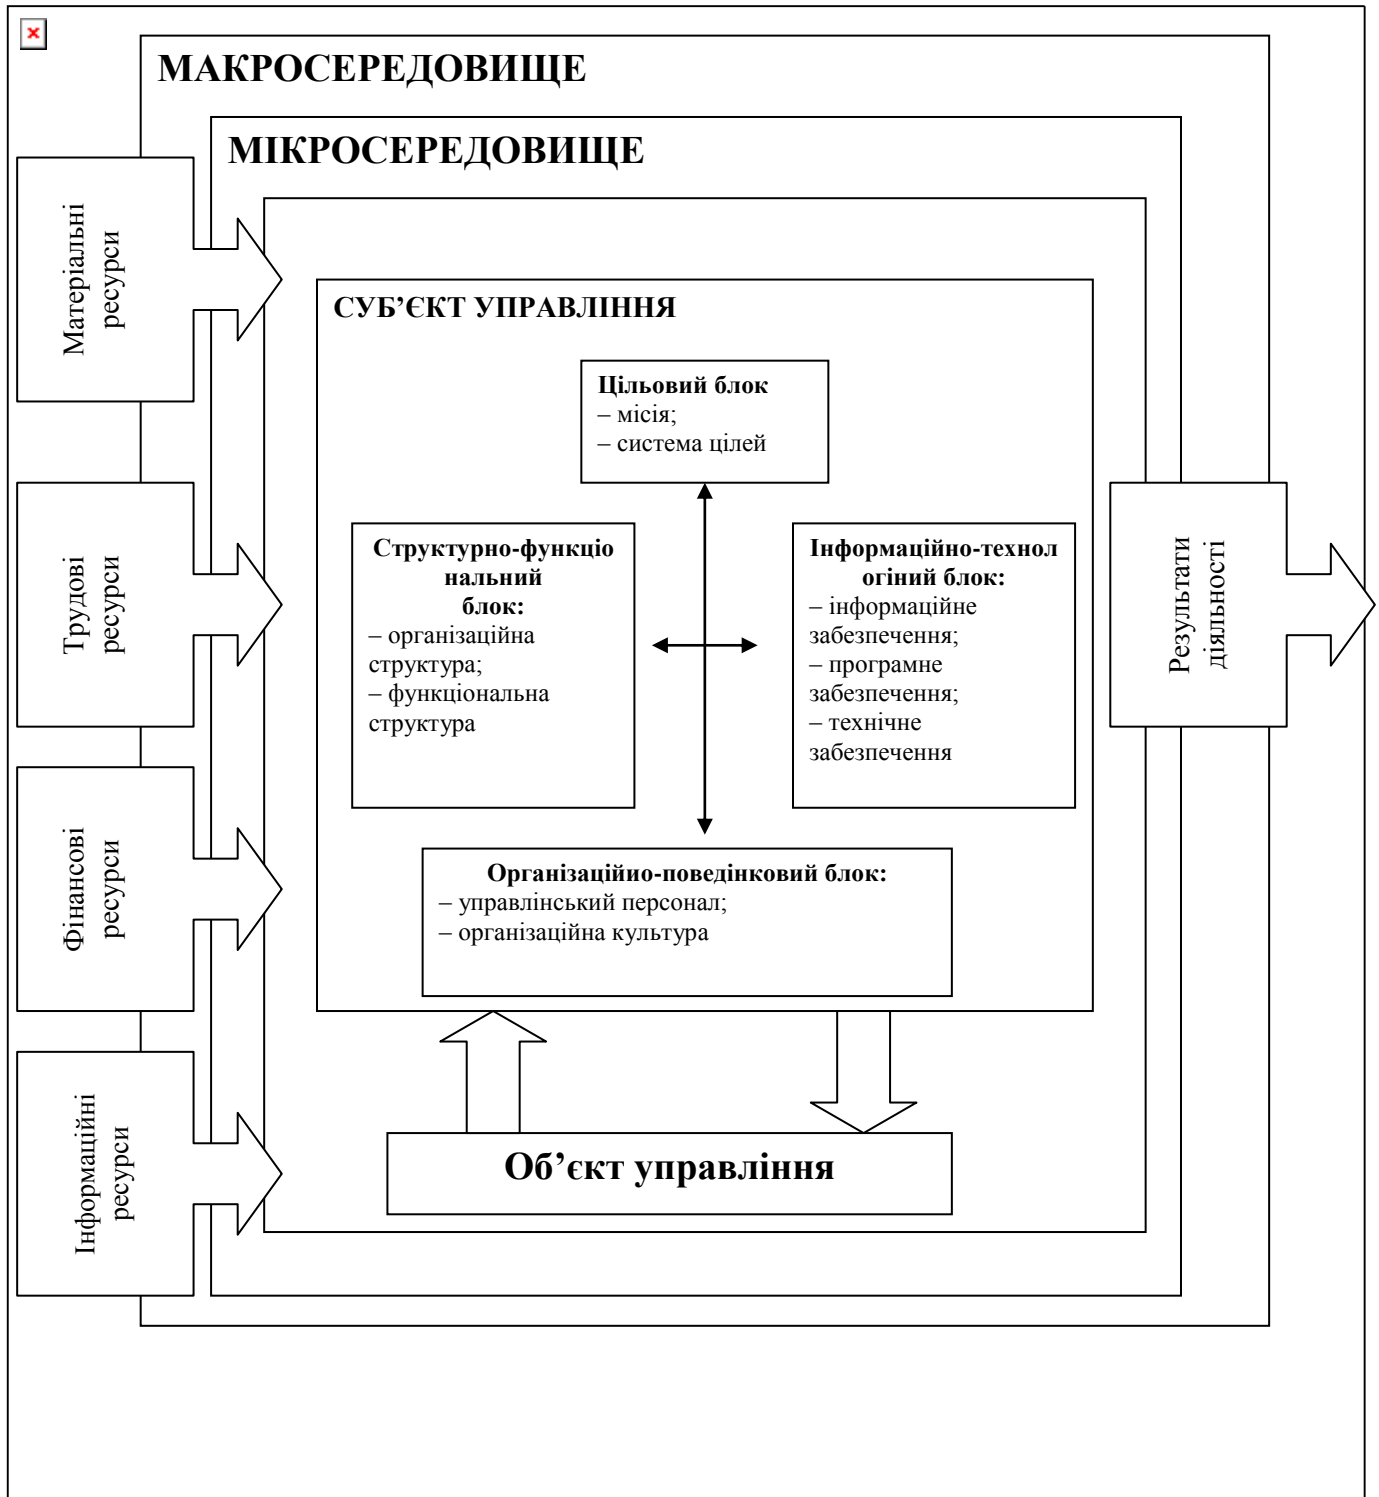 МАКРОСЕРЕДОВИЩЕ
МІКРОСЕРЕДОВИЩЕ
Матеріальні
ресурси
СУБ’ЄКТ УПРАВЛІННЯ
Цільовий блок
– місія;
– система цілей
Трудові
ресурси
Структурно-функціо
нальний
блок:
– організаційна
структура;
– функціональна
структура
Інформаційно-технол
огіний блок:
– інформаційне
забезпечення;
– програмне
забезпечення;
– технічне
забезпечення
Результати
діяльності
Фінансові
ресурси
Організаційио-поведінковий блок:
– управлінський персонал;
– організаційна культура
Інформаційні
ресурси
Об’єкт управління